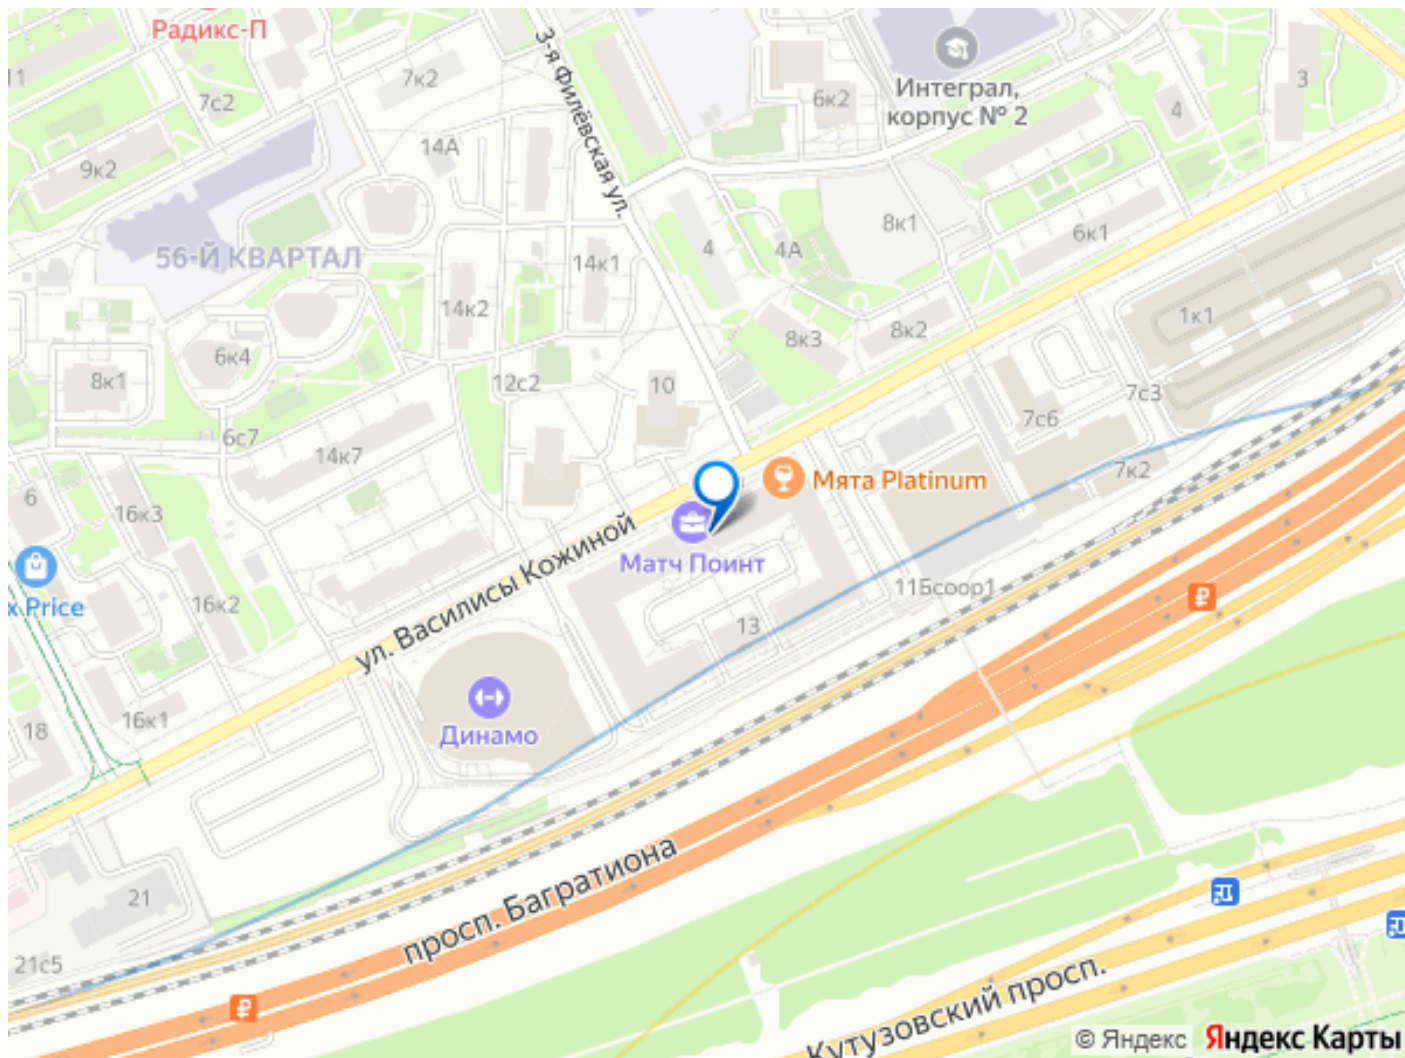 Радикс-П
11
7с2
7к2
3-я Филёвская ул.
Интеграл,
корпус № 2
6к2
4
3
14А
9к2
56-Й КВАРТАЛ
14к1
4
4А
8к1
6к1
14к2
6к4
8к3
8к2
1к1
8к1
12с2
10
7с3
7с6
6с7
14к7
7к2
Мята Platinum
6
16к3
ул. Василисы Кожиной
Матч Поинт
x Price
16к2
11Бсоор1
13
18
16к1
Динамо
просп. Багратиона
21
21с5
Кутузовский просп.
© Яндекс Яндекс Карты